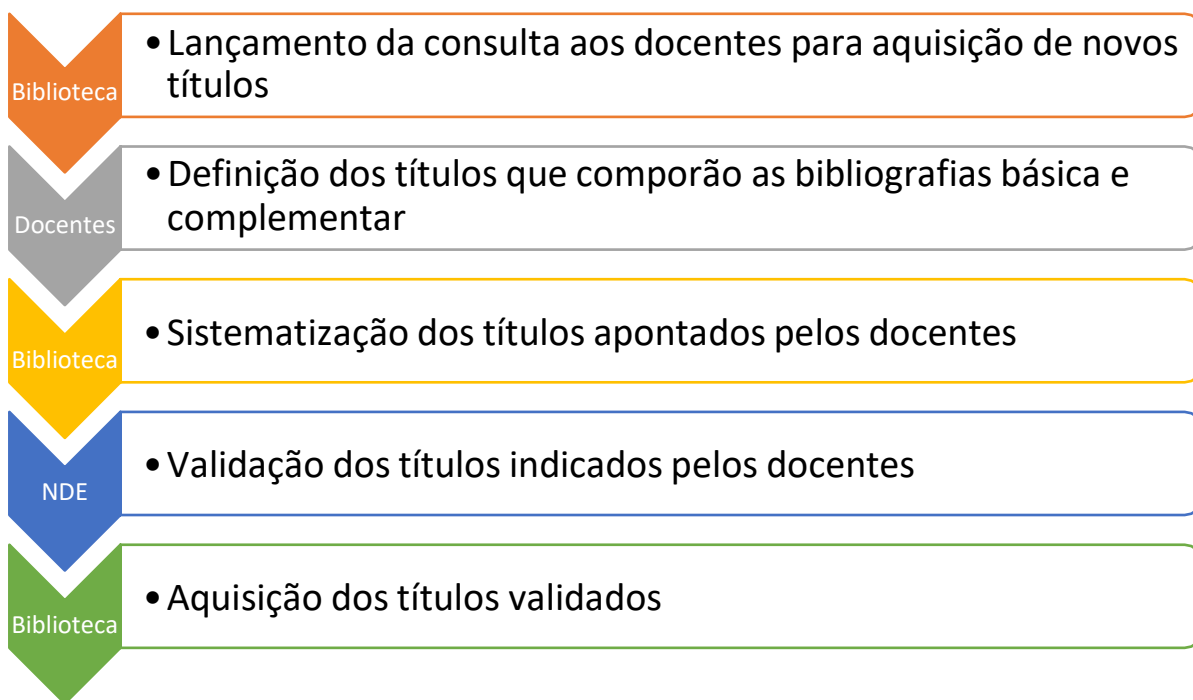 Biblioteca
•Lançamento da consulta aos docentes para aquisição de novos
títulos
Docentes
•Definição dos títulos que comporão as bibliografias básica e
complementar
Biblioteca
•Sistematização dos títulos apontados pelos docentes
NDE
•Validação dos títulos indicados pelos docentes
Biblioteca
•Aquisição dos títulos validados